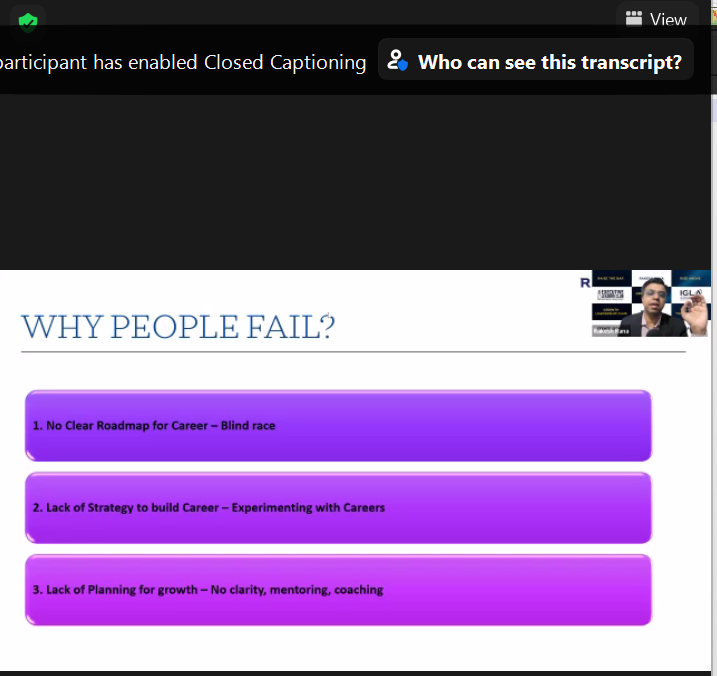 View
participant has enabled Closed Captioning
Who can see this transcript?
R
IGL
WHY PEOPLE FAIL?
1. No Clear Roadmap for Career – Blind race
2. Lack of Strategy to build Career – Experimenting with Careers
3. Lack of Planning for growth – No clarity, mentoring, coaching